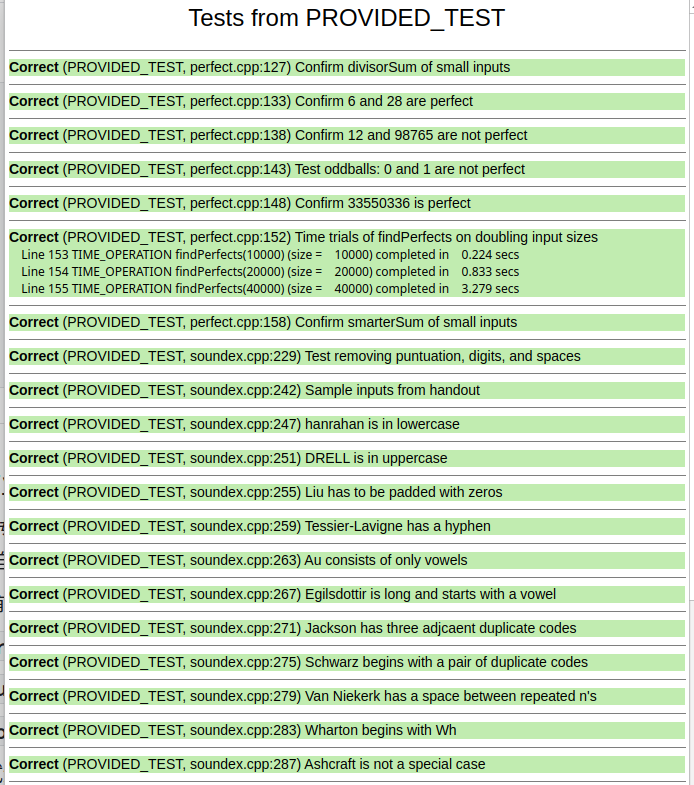 Tests from PROVIDED_TEST
Correct (PROVIDED_TEST, perfect.cpp:127) Confirm divisorSum of small inputs
Correct (PROVIDED_TEST, perfect.cpp:133) Confirm 6 and 28 are perfect
Correct (PROVIDED_TEST, perfect.cpp:138) Confirm 12 and 98765 are not perfect
Correct (PROVIDED_TEST, perfect.cpp:143) Test oddballs: 0 and 1 are not perfect
Correct (PROVIDED_TEST, perfect.cpp:148) Confirm 33550336 is perfect
Correct (PROVIDED_TEST, perfect.cpp:152) Time trials of findPerfects on doubling input sizes
Line 153 TIME_OPERATION findPerfects(10000) (size = 10000) completed in 0.224 secs
Line 154 TIME_OPERATION findPerfects(20000) (size = 20000) completed in 0.833 secs
Line 155 TIME_OPERATION findPerfects(40000) (size = 40000) completed in 3.279 secs
Correct (PROVIDED_TEST, perfect.cpp:158) Confirm smarterSum of small inputs
Correct (PROVIDED_TEST, soundex.cpp:229) Test removing puntuation, digits, and spaces
Correct (PROVIDED_TEST, soundex.cpp:242) Sample inputs from handout
Correct (PROVIDED_TEST, soundex.cpp:247) hanrahan is in lowercase
Correct (PROVIDED_TEST, soundex.cpp:251) DRELL is in uppercase
Correct (PROVIDED_TEST, soundex.cpp:255) Liu has to be padded with zeros
Correct (PROVIDED_TEST, soundex.cpp:259) Tessier-Lavigne has a hyphen
Correct (PROVIDED_TEST, soundex.cpp:263) Au consists of only vowels
Correct (PROVIDED_TEST, soundex.cpp:267) Egilsdottir is long and starts with a vowel
Correct (PROVIDED_TEST, soundex.cpp:271) Jackson has three adjcaent duplicate codes
Correct (PROVIDED_TEST, soundex.cpp:275) Schwarz begins with a pair of duplicate codes
Correct (PROVIDED_TEST, soundex.cpp:279) Van Niekerk has a space between repeated n's
Correct (PROVIDED_TEST, soundex.cpp:283) Wharton begins with Wh
Correct (PROVIDED_TEST, soundex.cpp:287) Ashcraft is not a special case